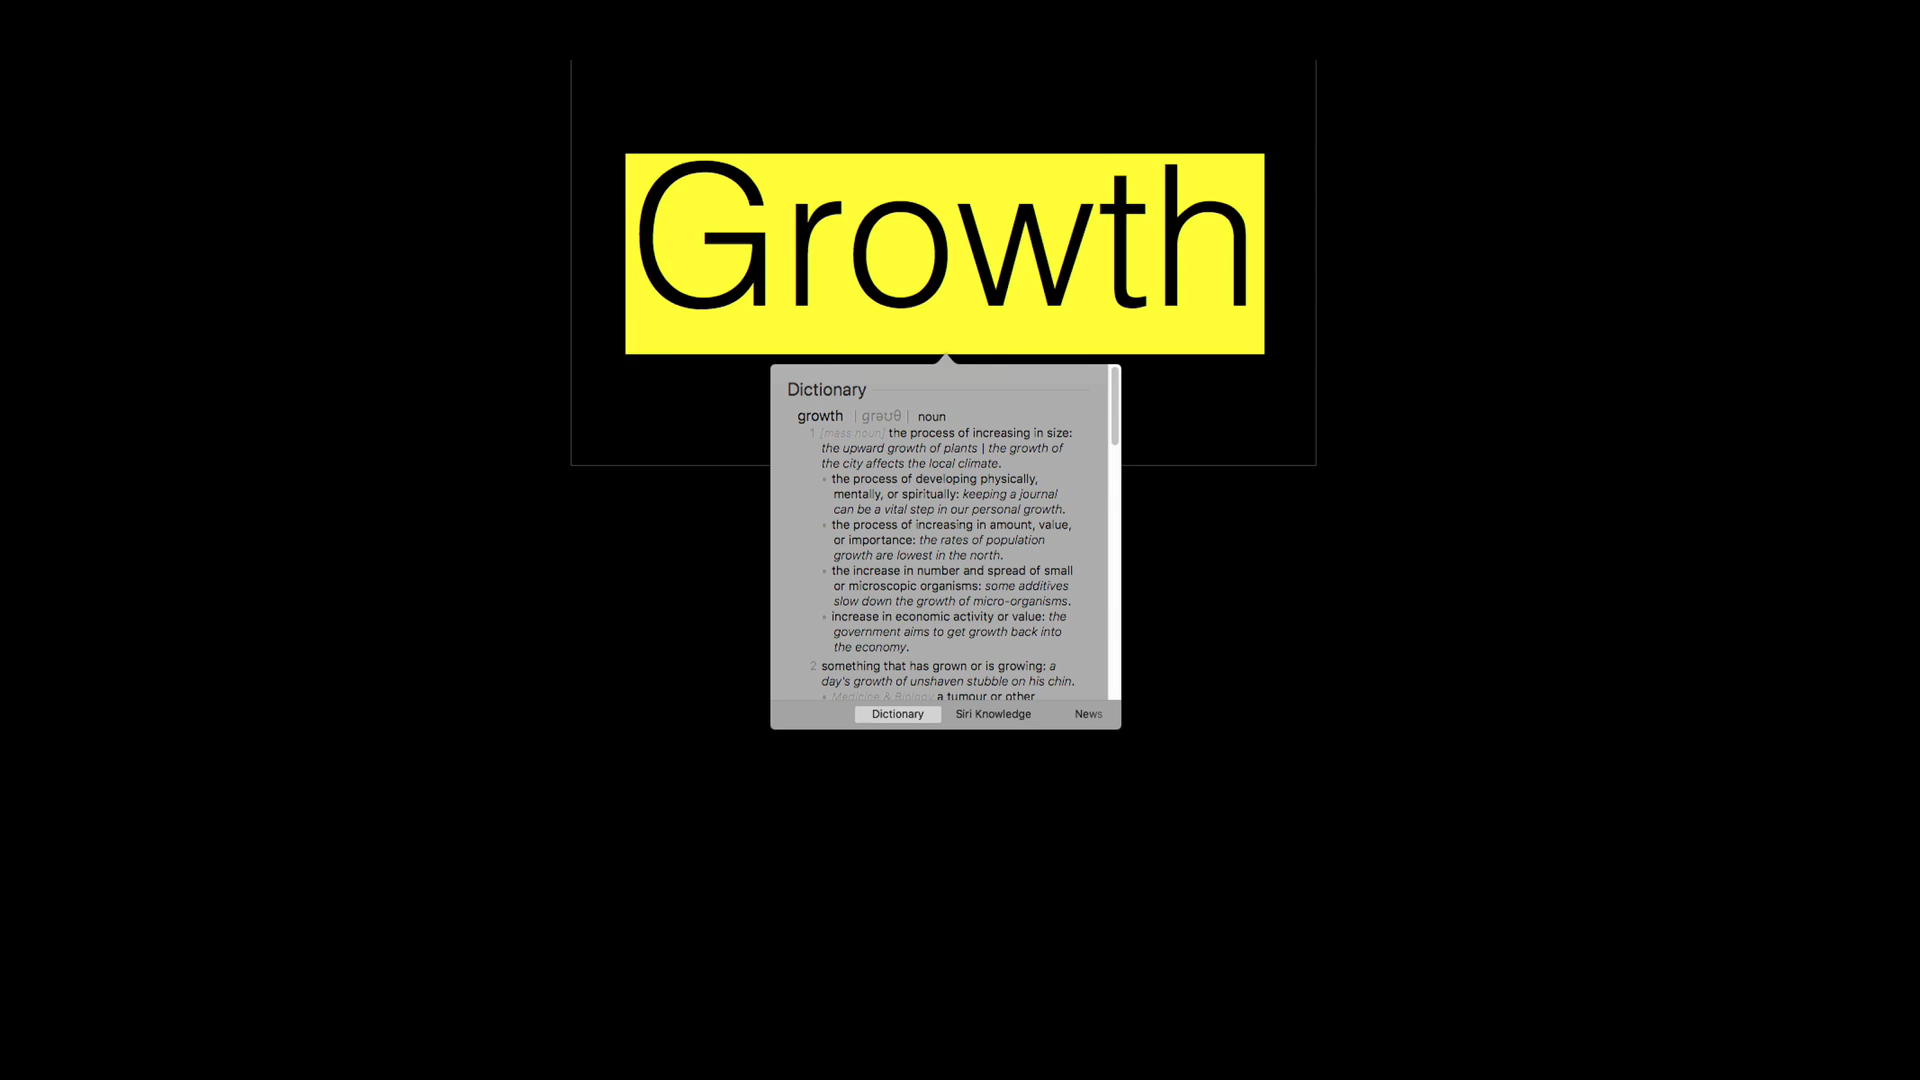 Growth
Dictionary
growth | ɡrəʊθ | noun
1 [mass noun] the process of increasing in size:
the upward growth of plants | the growth of
the city affects the local climate.
• the process of developing physically,
mentally, or spiritually: keeping a journal
can be a vital step in our personal growth.
• the process of increasing in amount, value,
or importance: the rates of population
growth are lowest in the north.
• the increase in number and spread of small
or microscopic organisms: some additives
slow down the growth of micro-organisms.
• increase in economic activity or value: the
government aims to get growth back into
the economy.
2 something that has grown or is growing: a
day's growth of unshaven stubble on his chin.
• Medicine & Biology a tumour or other
Dictionary Siri Knowledge News